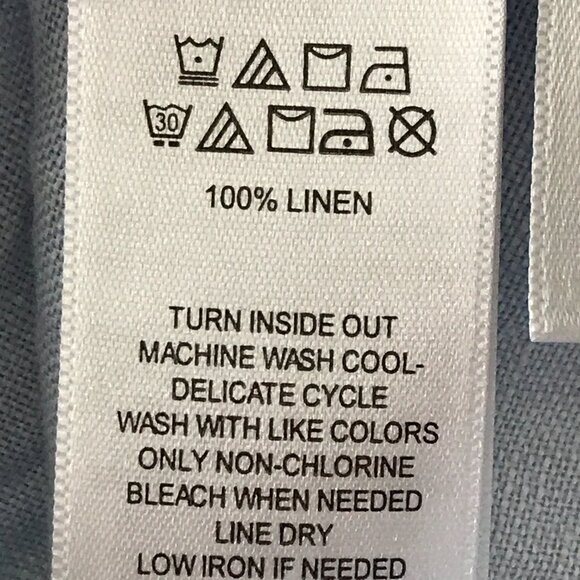 30
100% LINEN
TURN INSIDE OUT
MACHINE WASH COOL-
DELICATE CYCLE
WASH WITH LIKE COLORS
ONLY NON-CHLORINE
BLEACH WHEN NEEDED
LINE DRY
LOW IRON IF NEEDED